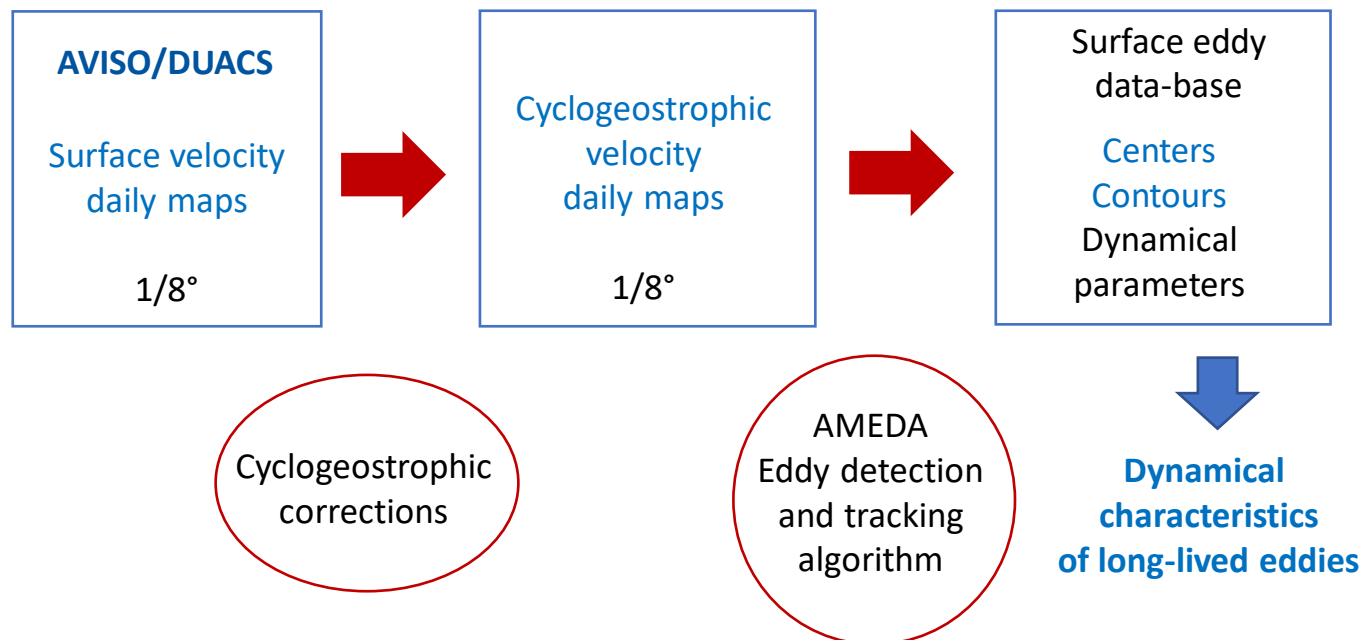 AVISO/DUACS
Surface velocity
daily maps
1/8°
Cyclogeostrophic
velocity
daily maps
1/8°
Surface eddy
data-base
Centers
Contours
Dynamical
parameters
Cyclogeostrophic
corrections
AMEDA
Eddy detection
and tracking
algorithm
Dynamical
characteristics
of long-lived eddies